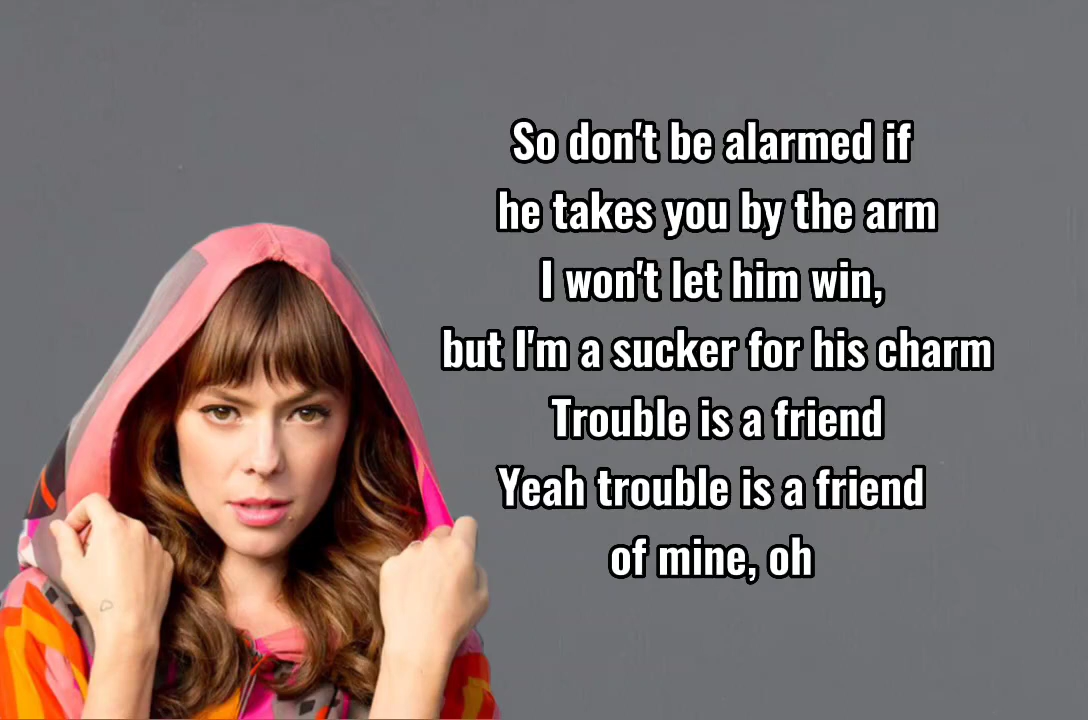 So don't be alarmed if
he takes you by the arm
I won't let him win,
but I'm a sucker for his charm
Trouble is a friend
Yeah trouble is a friend
of mine, oh